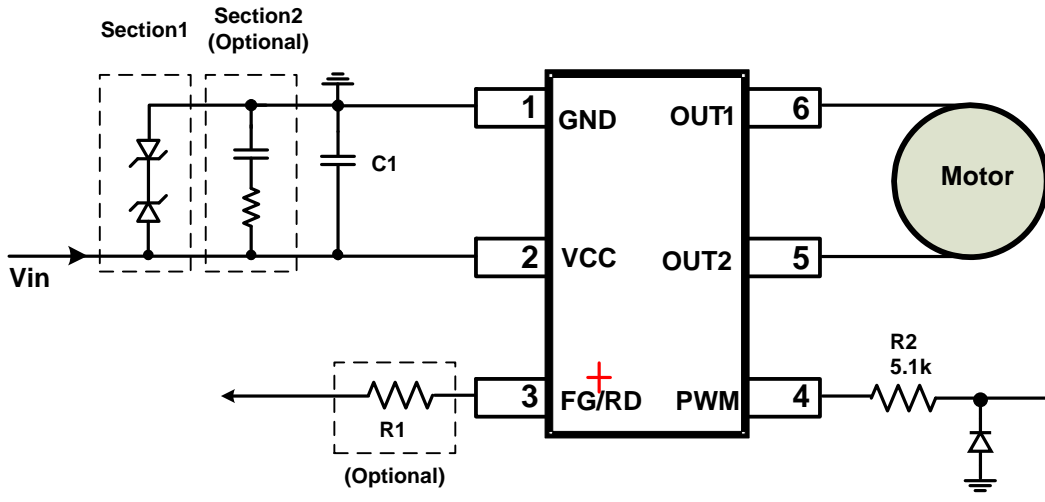 Section1
Section2
(Optional)
1
GND
OUT1
6
C1
Motor
Vin
2
VCC
OUT2
5
R2
5.1k
3
FG/RD
PWM
4
R1
(Optional)